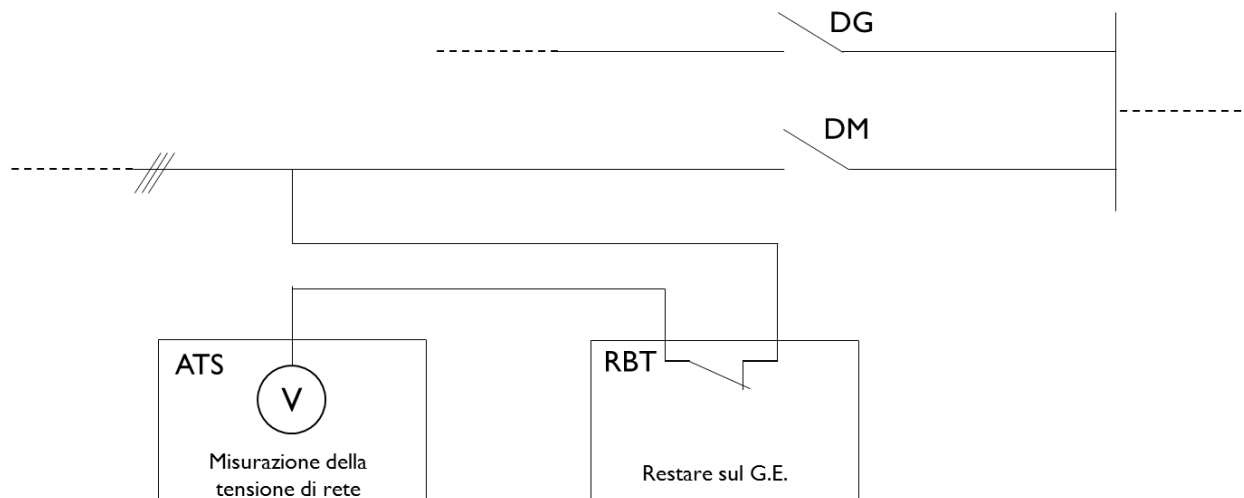 DG
DM
ATS
V
Misurazione della
tensione di rete
RBT
Restare sul G.E.